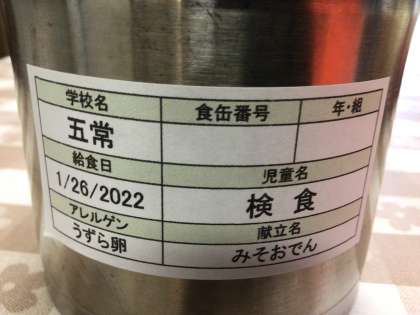 学校名 食缶番号 年・組
五常
給食日 児童名
1/26/2022 検食
アレルゲン 献立名
うずら卵 みそおでん